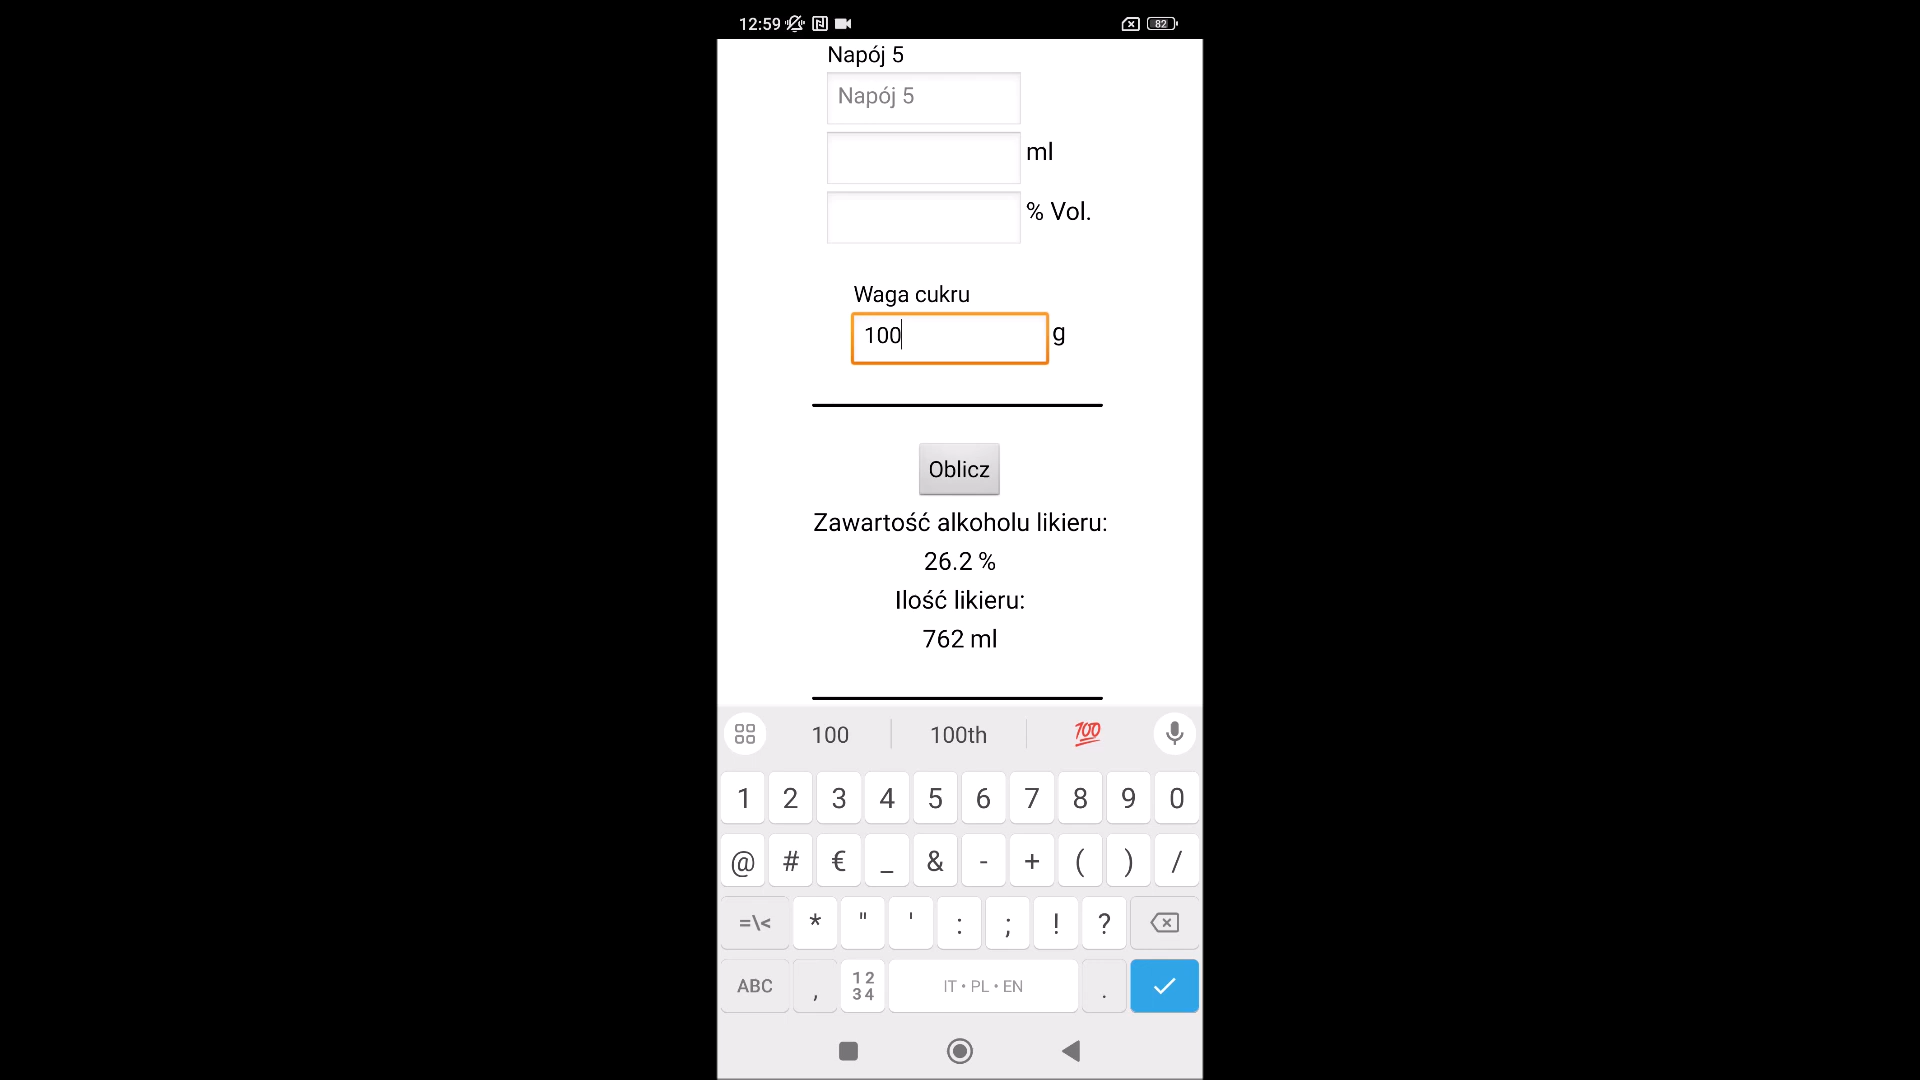 12:59 82
Napój 5
Napój 5
ml
% Vol.
Waga cukru
100 g
Oblicz
Zawartość alkoholu likieru:
26.2 %
Ilość likieru:
762 ml
100 100th 💯
1 2 3 4 5 6 7 8 9 0
@ # € _ & - + ( ) /
=\< * " ' : ; ! ?
ABC , 1 2 3 4 IT • PL • EN .